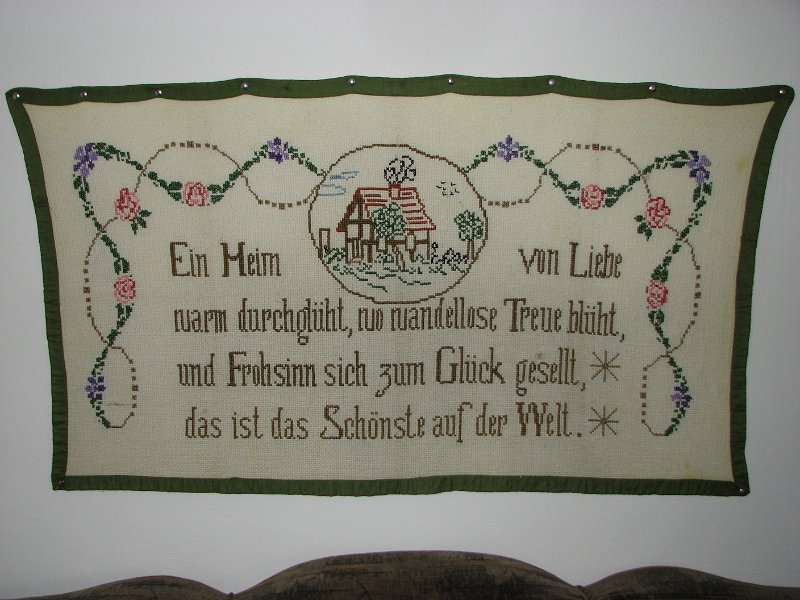 Ein Heim von Liebe
warm durchglüht, wo wandellose Treue blüht,
und Frohsinn sich zum Glück gesellt,
das ist das Schönste auf der Welt.